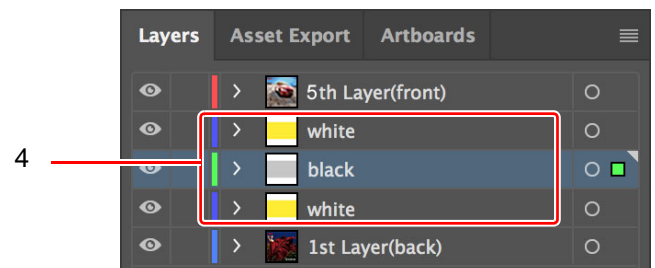 Layers Asset Export Artboards
5th Layer(front)
white
4 black
white
1st Layer(back)